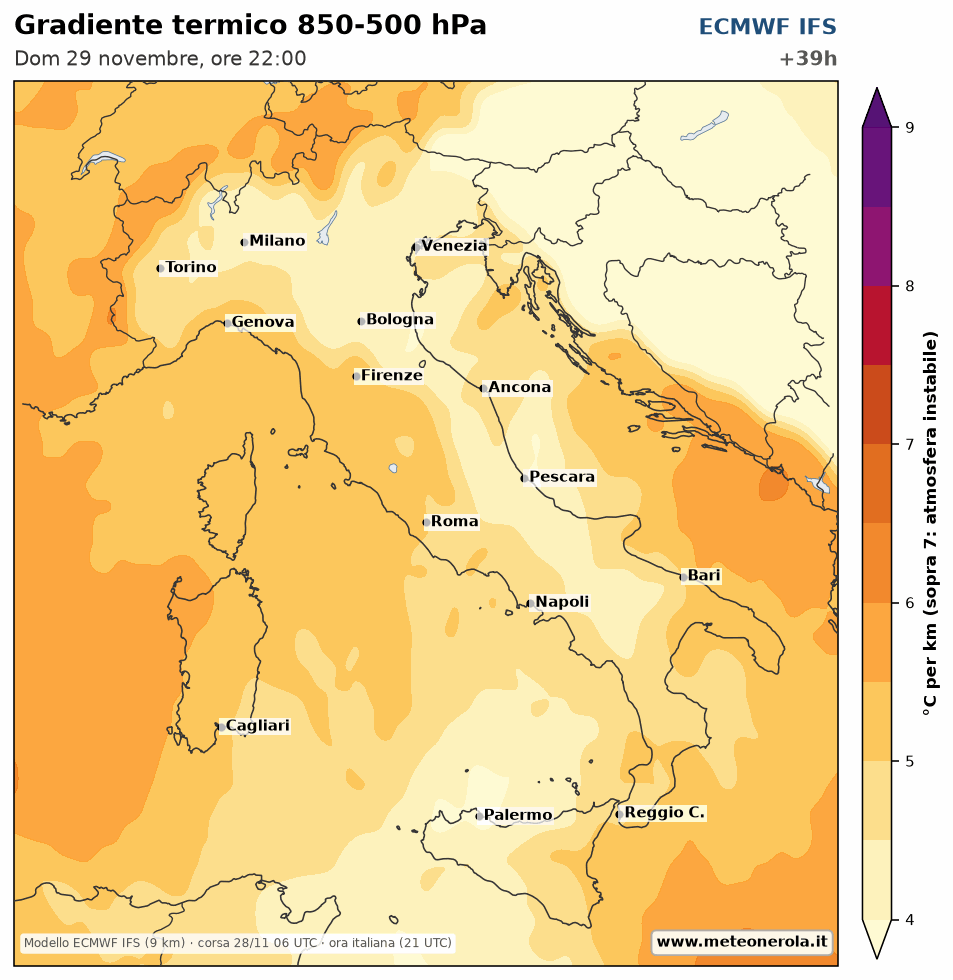 Gradiente termico 850-500 hPa
ECMWF IFS
Dom 29 novembre, ore 22:00
+39h
Milano
Venezia
Torino
Genova
Bologna
Firenze
Ancona
Pescara
Roma
Bari
Napoli
Cagliari
Palermo
Reggio C.
9
8
7
6
5
4
°C per km (sopra 7: atmosfera instabile)
Modello ECMWF IFS (9 km) · corsa 28/11 06 UTC · ora italiana (21 UTC)
www.meteonerola.it